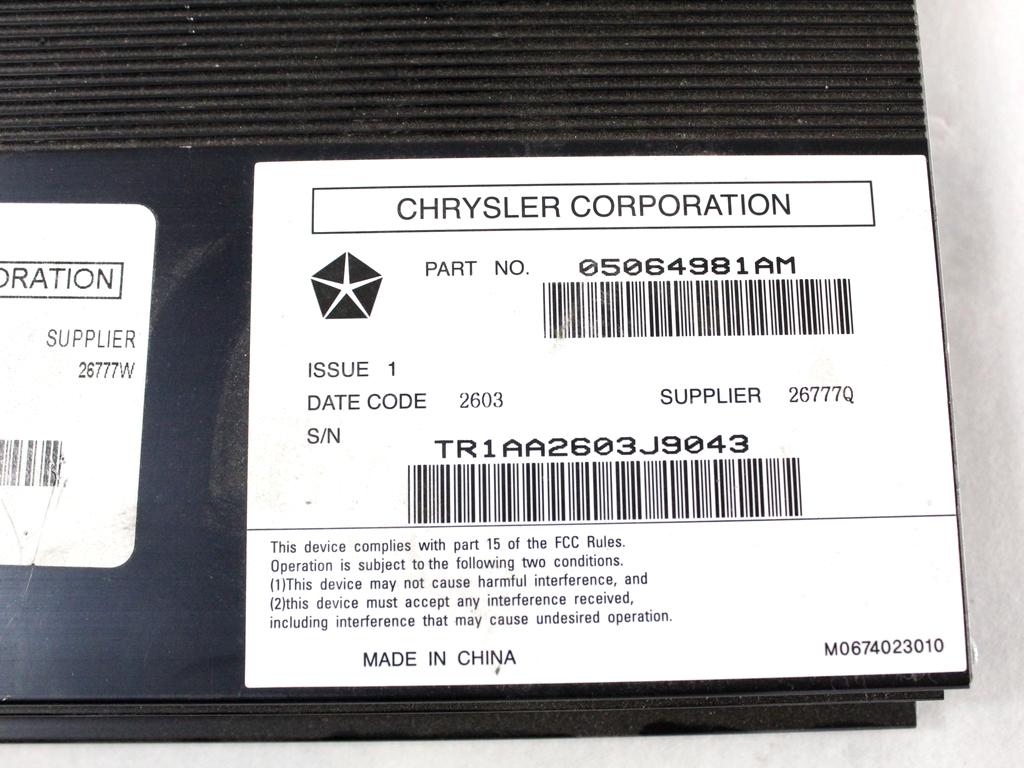 CHRYSLER CORPORATION
PART NO. 05064981AM
ISSUE 1
DATE CODE 2603 SUPPLIER 26777Q
S/N TR1AA2603J9043
This device complies with part 15 of the FCC Rules.
Operation is subject to the following two conditions.
(1)This device may not cause harmful interference, and
(2)this device must accept any interference received,
including interference that may cause undesired operation.
MADE IN CHINA
M0674023010
ORATION
SUPPLIER
26777W